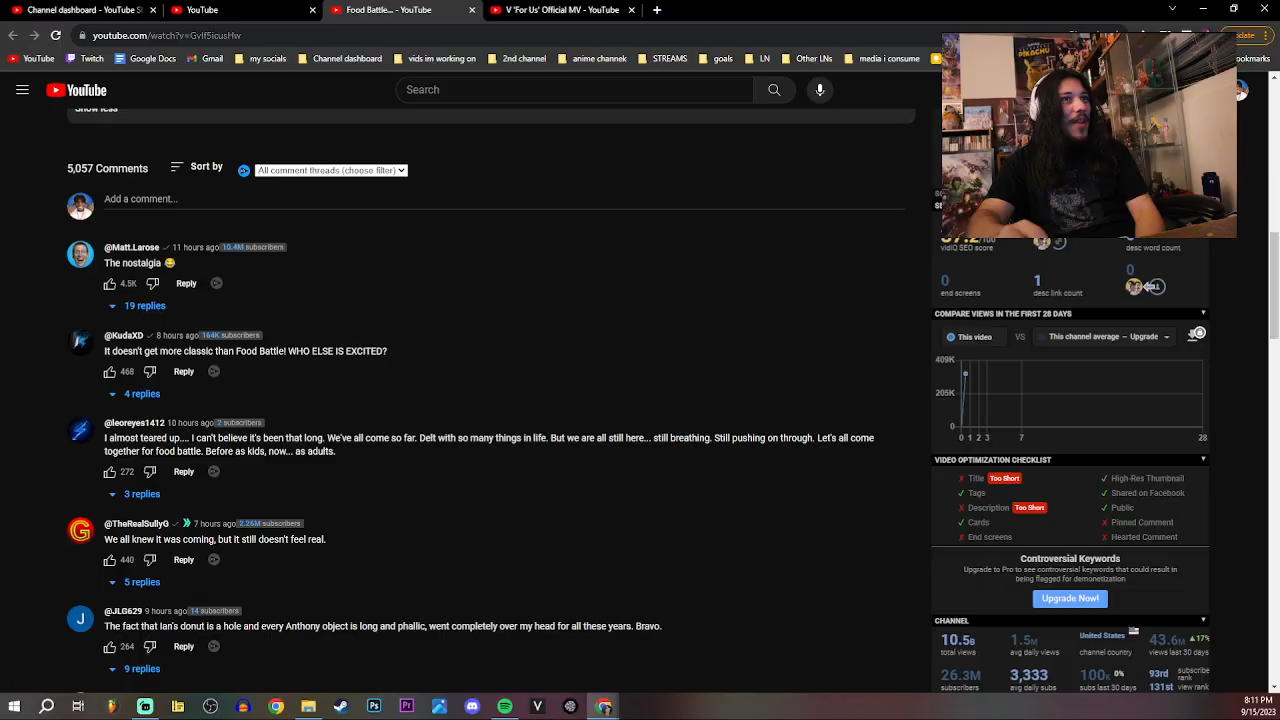 Channel dashboard - YouTube S
YouTube
Food Battle... - YouTube
V 'For Us' Official MV - YouTube
youtube.com/watch?v=Gvlf5icusHw
YouTube
Twitch
Google Docs
Gmail
my socials
Channel dashboard
vids im working on
2nd channel
anime channel
STREAMS
goals
LN
Other LNs
media i consume
YouTube
Search
Show less
5,057 Comments
Sort by
All comment threads (choose filter)
Add a comment...
@Matt.Larose 11 hours ago 10.4M subscribers
The nostalgia 😂
4.5K Reply
19 replies
@KudaXD 8 hours ago 164K subscribers
It doesn't get more classic than Food Battle! WHO ELSE IS EXCITED?
468 Reply
4 replies
@leoreyes1412 10 hours ago 2 subscribers
I almost teared up.... I can't believe it's been that long. We've all come so far. Delt with so many things in life. But we are all still here... still breathing. Still pushing on through. Let's all come
together for food battle. Before as kids, now... as adults.
272 Reply
3 replies
@TheRealSullyG 7 hours ago 2.26M subscribers
We all knew it was coming, but it still doesn't feel real.
440 Reply
5 replies
@JLG629 9 hours ago 14 subscribers
The fact that Ian's donut is a hole and every Anthony object is long and phallic, went completely over my head for all these years. Bravo.
264 Reply
9 replies
PIKACHU
/100
vidIQ SEO score
desc word count
0
end screens
1
desc link count
0
COMPARE VIEWS IN THE FIRST 28 DAYS
This video VS This channel average – Upgrade
409K
205K
0
0 1 2 3 7 28
VIDEO OPTIMIZATION CHECKLIST
✗ Title Too Short
✓ High-Res Thumbnail
✓ Tags
✓ Shared on Facebook
✗ Description Too Short
✓ Public
✓ Cards
✗ Pinned Comment
✗ End screens
✗ Hearted Comment
Controversial Keywords
Upgrade to Pro to see controversial keywords that could result in
being flagged for demonetization
Upgrade Now!
CHANNEL
10.5B
total views
1.5M
avg daily views
United States
channel country
43.6M ▲17%
views last 30 days
26.3M
subscribers
3,333
avg daily subs
100K 0%
subs last 30 days
93rd subscribe
rank
131st view rank
8:11 PM
9/15/2023